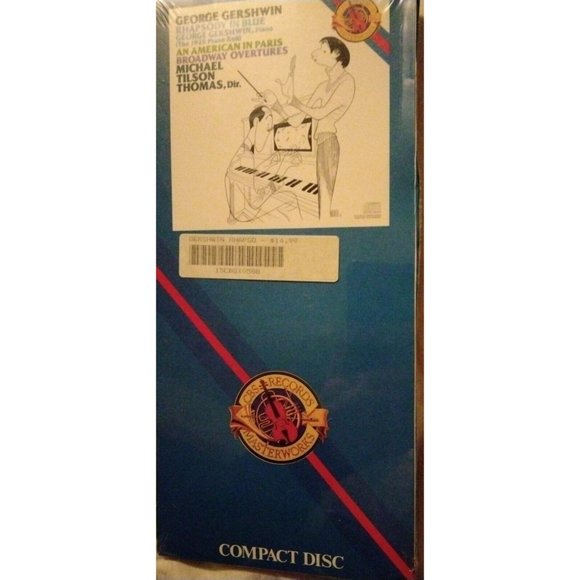 GEORGE GERSHWIN
RHAPSODY IN BLUE
GEORGE GERSHWIN, Piano
(The 1925 Piano Roll)
AN AMERICAN IN PARIS
BROADWAY OVERTURES
MICHAEL
TILSON
THOMAS, Dir.
GERSHWIN RHAPSO - $14.99
CBS RECORDS
MASTERWORKS
COMPACT DISC